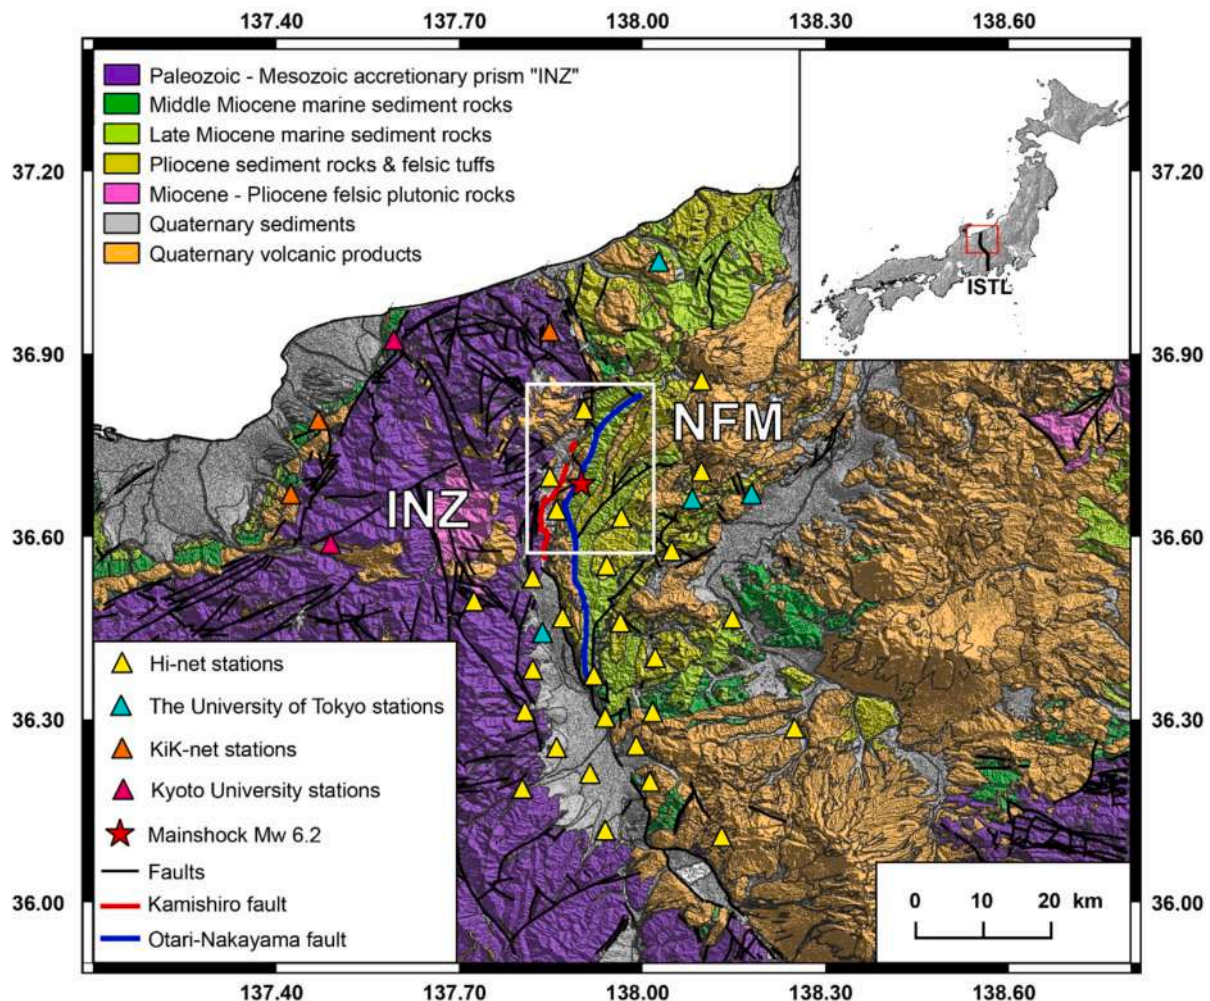 137.40 137.70 138.00 138.30 138.60
Paleozoic - Mesozoic accretionary prism "INZ"
Middle Miocene marine sediment rocks
Late Miocene marine sediment rocks
Pliocene sediment rocks & felsic tuffs
Miocene - Pliocene felsic plutonic rocks
Quaternary sediments
Quaternary volcanic products
ISTL
37.20 37.20
36.90 36.90
NFM
INZ
36.60 36.60
Hi-net stations
The University of Tokyo stations
KiK-net stations
Kyoto University stations
Mainshock Mw 6.2
Faults
Kamishiro fault
Otari-Nakayama fault
36.30 36.30
0 10 20 km
36.00 36.00
137.40 137.70 138.00 138.30 138.60